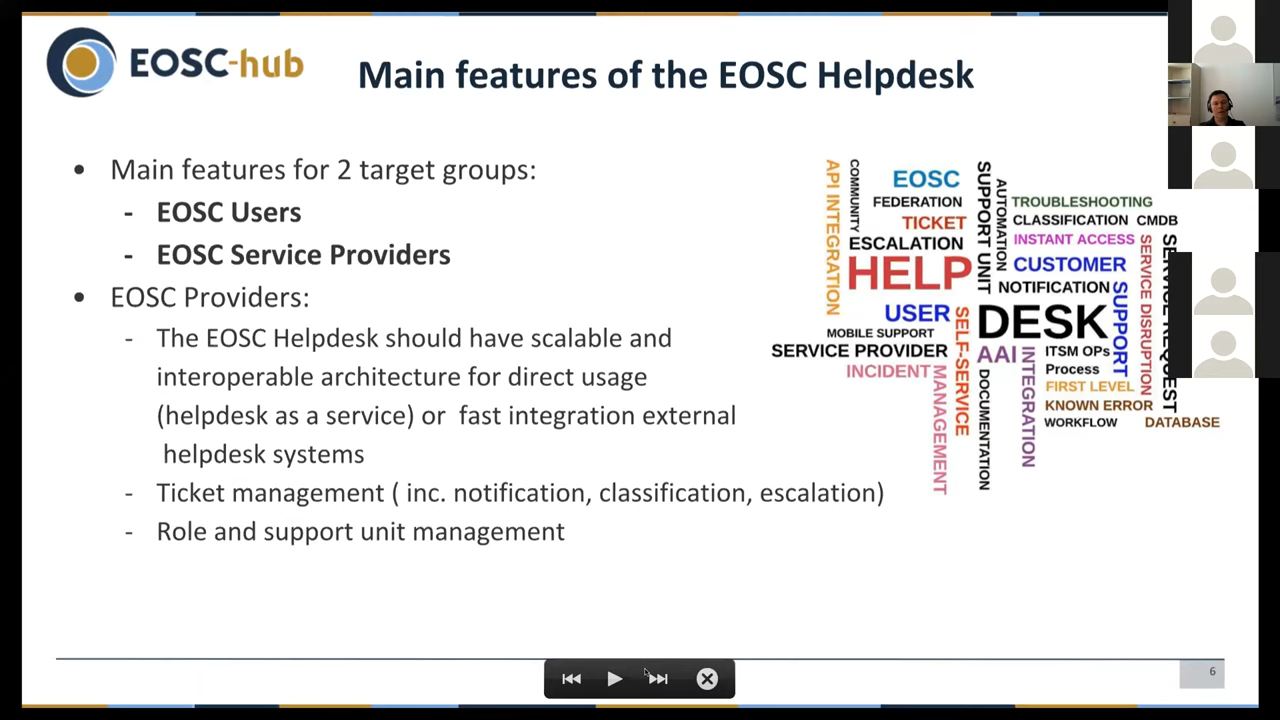 EOSC-hub
Main features of the EOSC Helpdesk
• Main features for 2 target groups:
- EOSC Users
- EOSC Service Providers
• EOSC Providers:
- The EOSC Helpdesk should have scalable and
interoperable architecture for direct usage
(helpdesk as a service) or fast integration external
helpdesk systems
- Ticket management ( inc. notification, classification, escalation)
- Role and support unit management
API INTEGRATION
COMMUNITY
EOSC
FEDERATION
TICKET
ESCALATION
HELP
USER
MOBILE SUPPORT
SERVICE PROVIDER
INCIDENT
MANAGEMENT
SELF-SERVICE
SUPPORT UNIT
AUTOMATION
TROUBLESHOOTING
CLASSIFICATION CMDB
INSTANT ACCESS
CUSTOMER
NOTIFICATION
DESK
SUPPORT
SERVICE DISRUPTION
SERVICE REQUEST
AAI
INTEGRATION
DOCUMENTATION
ITSM OPs
Process
FIRST LEVEL
KNOWN ERROR
WORKFLOW
DATABASE
6